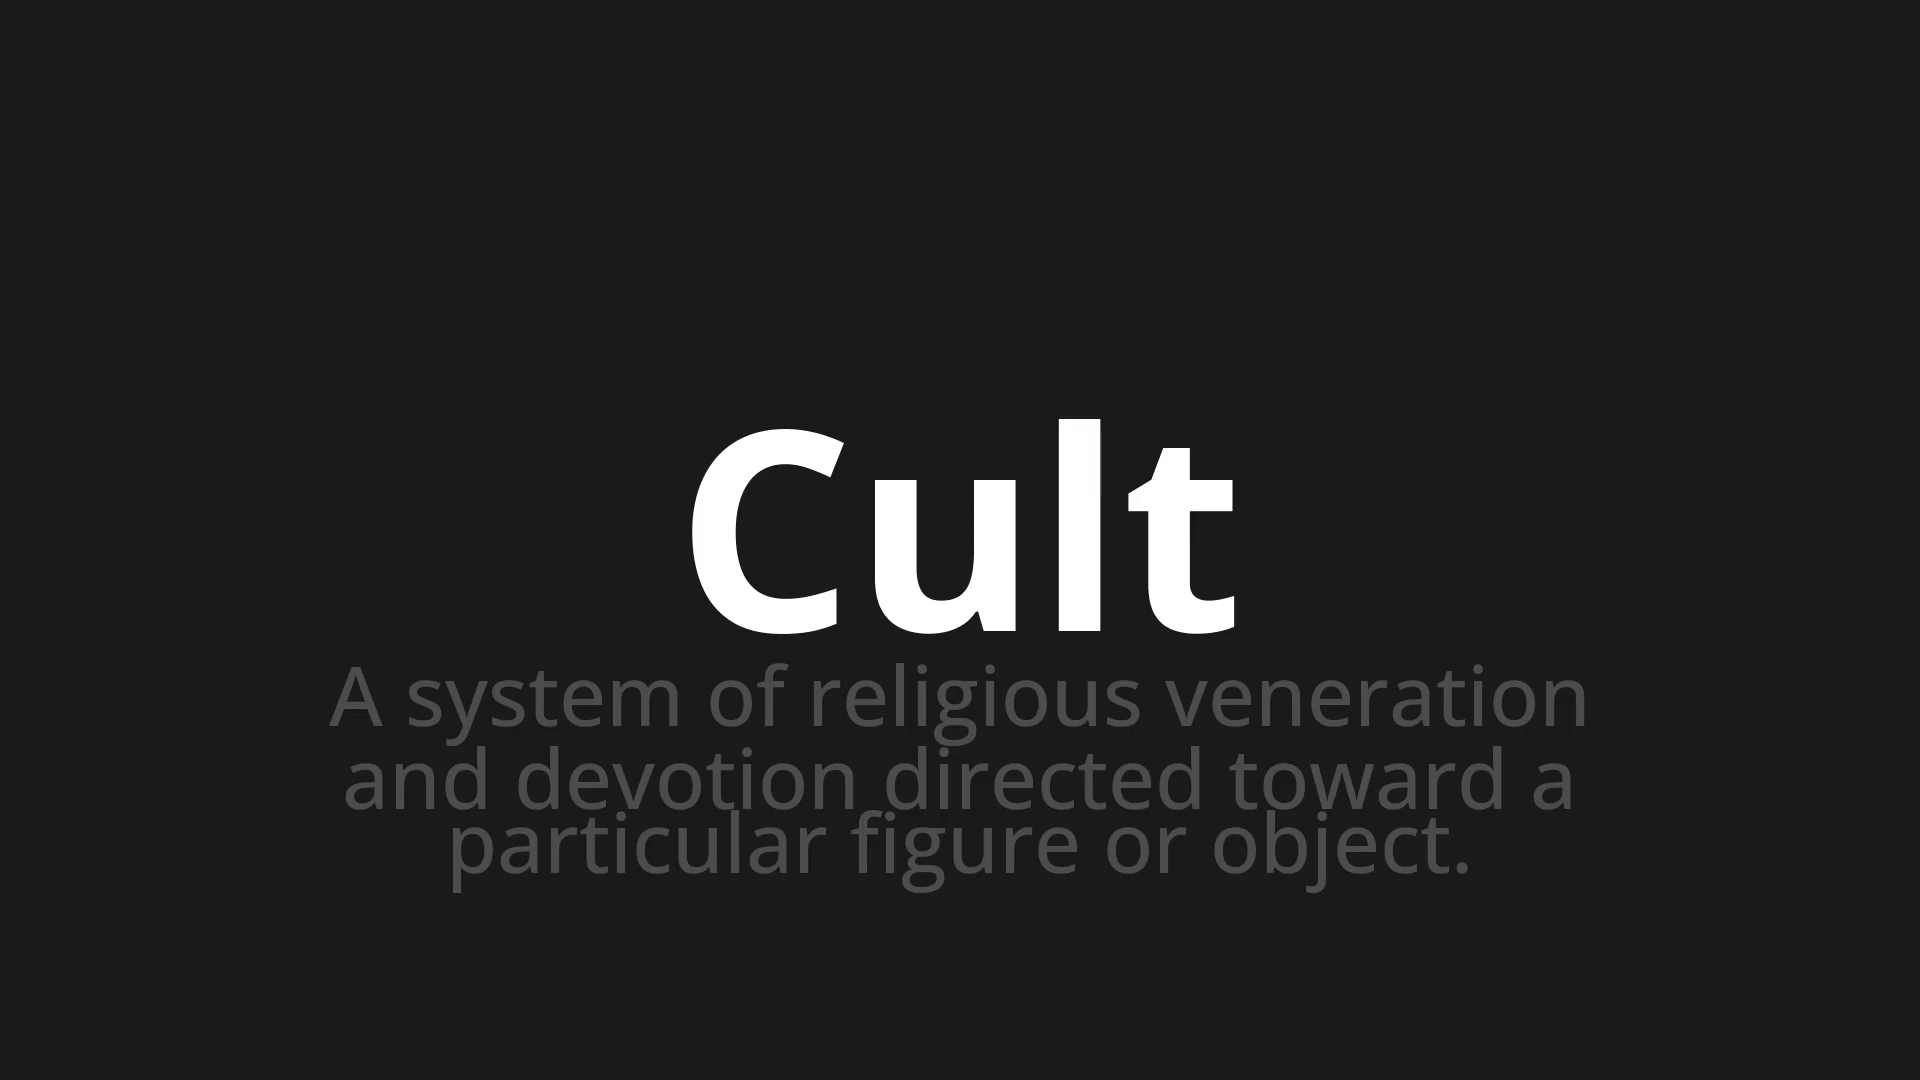 Cult
A system of religious veneration
and devotion directed toward a
particular figure or object.